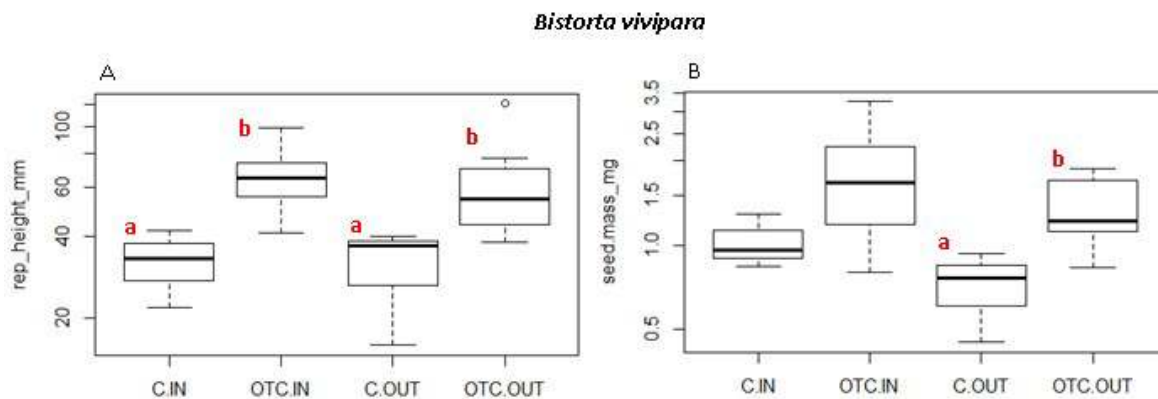 Bistorta vivipara
A
rep_height_mm
100
60
40
20
a
b
a
b
C.IN
OTC.IN
C.OUT
OTC.OUT
B
seed.mass_mg
3.5
2.5
1.5
1.0
0.5
a
b
C.IN
OTC.IN
C.OUT
OTC.OUT